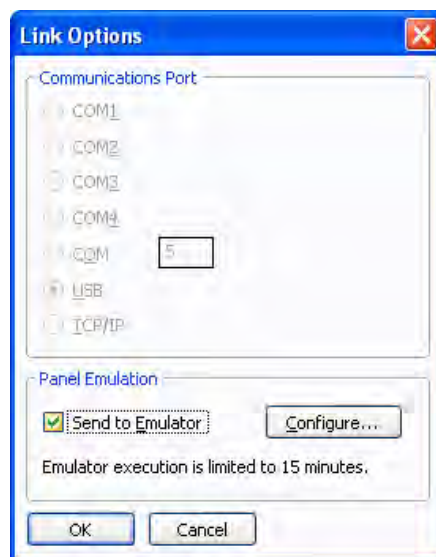 Link Options
Communications Port
COM1
COM2
COM3
COM4
COM 5
USB
TCP/IP
Panel Emulation
Send to Emulator Configure...
Emulator execution is limited to 15 minutes.
OK Cancel